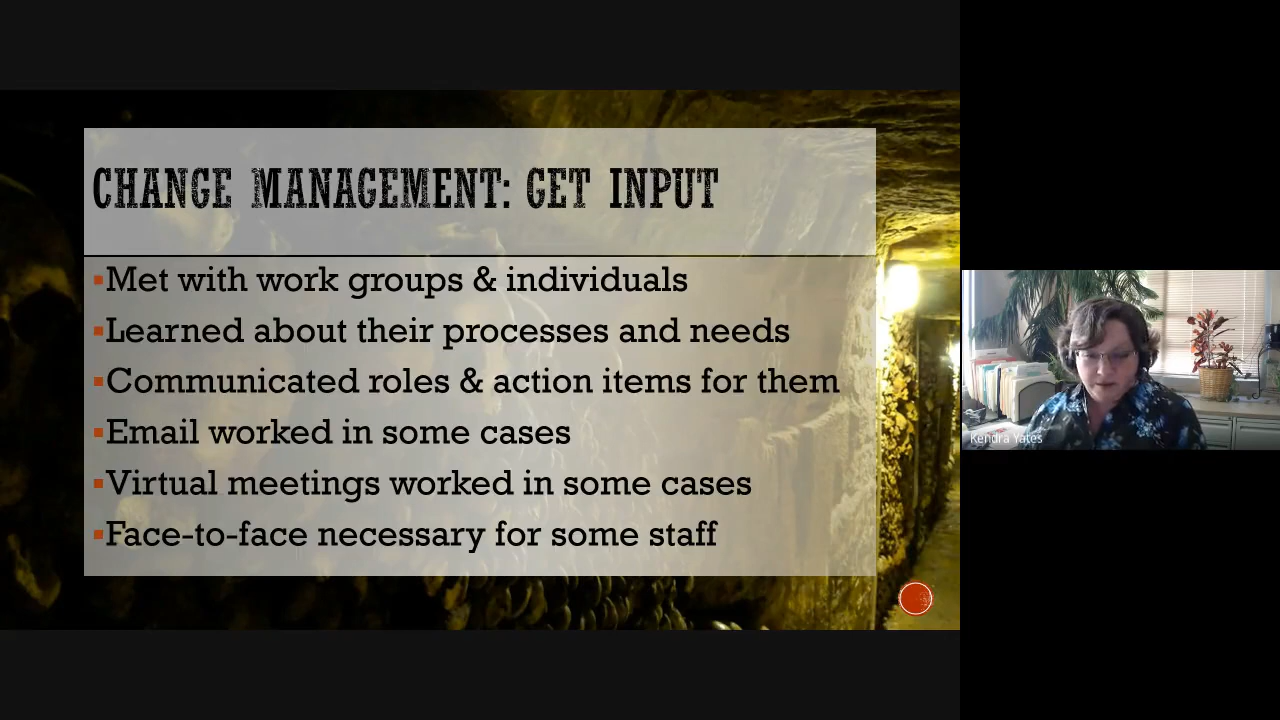 CHANGE MANAGEMENT: GET INPUT
▪Met with work groups & individuals
▪Learned about their processes and needs
▪Communicated roles & action items for them
▪Email worked in some cases
▪Virtual meetings worked in some cases
▪Face-to-face necessary for some staff
Kendra Yates